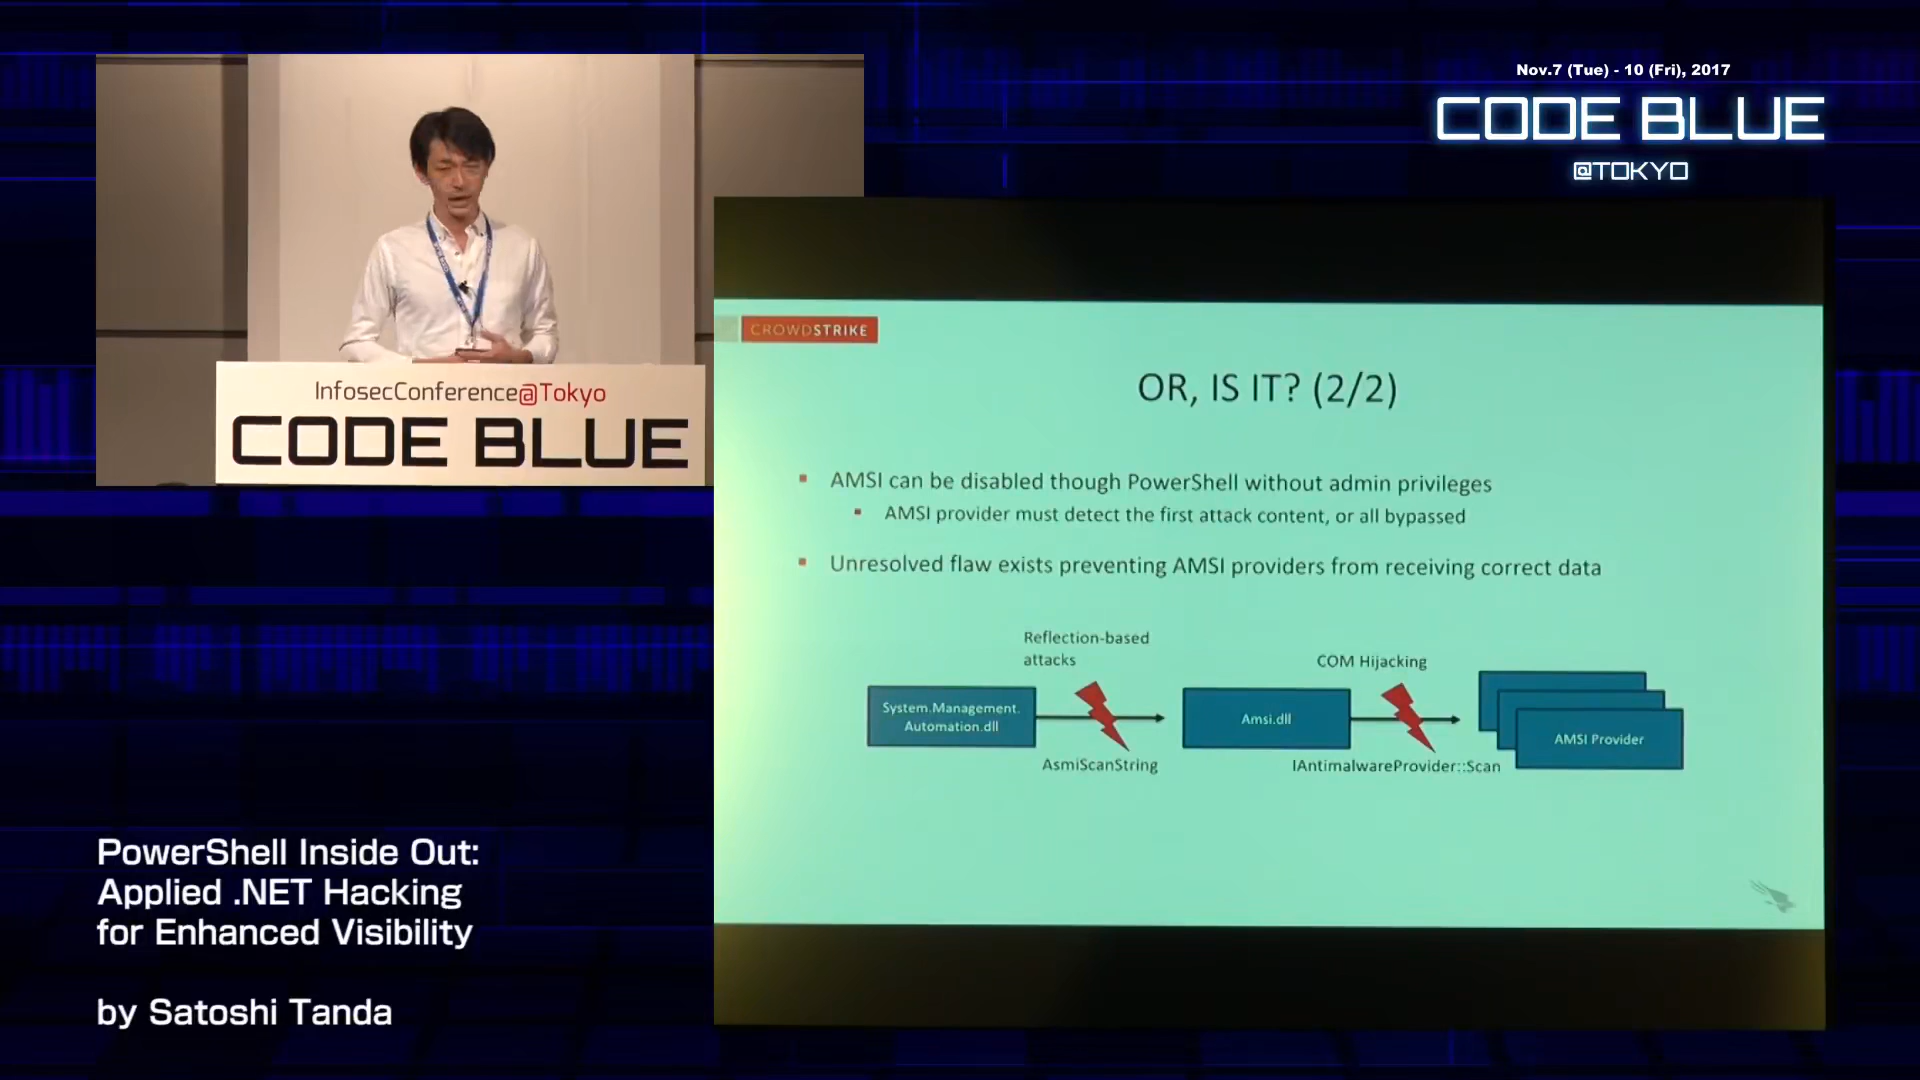 Nov.7 (Tue) - 10 (Fri), 2017
CODE BLUE
@TOKYO
InfosecConference@Tokyo
CODE BLUE
CROWDSTRIKE
OR, IS IT? (2/2)
AMSI can be disabled though PowerShell without admin privileges
AMSI provider must detect the first attack content, or all bypassed
Unresolved flaw exists preventing AMSI providers from receiving correct data
Reflection-based
attacks
COM Hijacking
System.Management.
Automation.dll
Amsi.dll
AMSI Provider
AsmiScanString
IAntimalwareProvider::Scan
PowerShell Inside Out:
Applied .NET Hacking
for Enhanced Visibility
by Satoshi Tanda